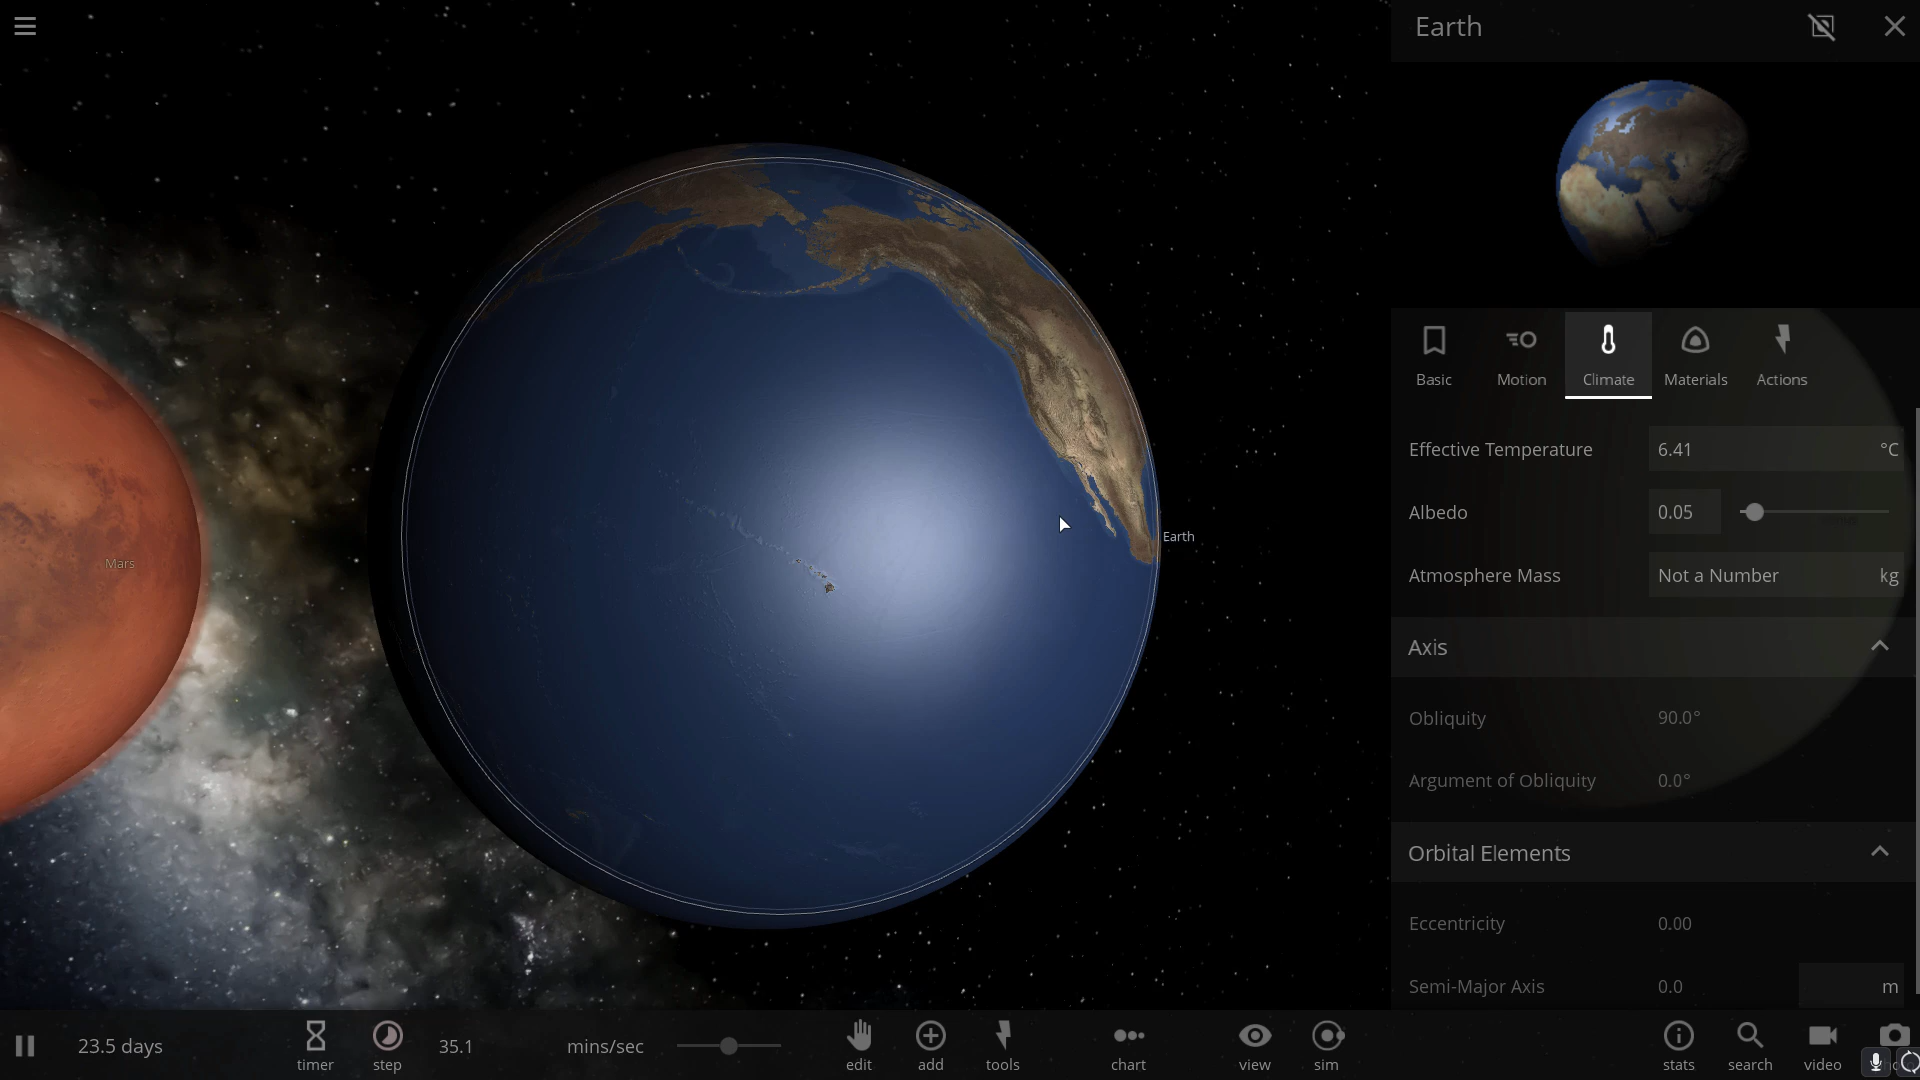 Earth
Basic
Motion
Climate
Materials
Actions
Effective Temperature 6.41 °C
Albedo 0.05
Atmosphere Mass Not a Number kg
Axis
Obliquity 90.0°
Argument of Obliquity 0.0°
Orbital Elements
Eccentricity 0.00
Semi-Major Axis 0.0 m
Mars
Earth
23.5 days
timer
step
35.1 mins/sec
edit
add
tools
chart
view
sim
stats
search
video